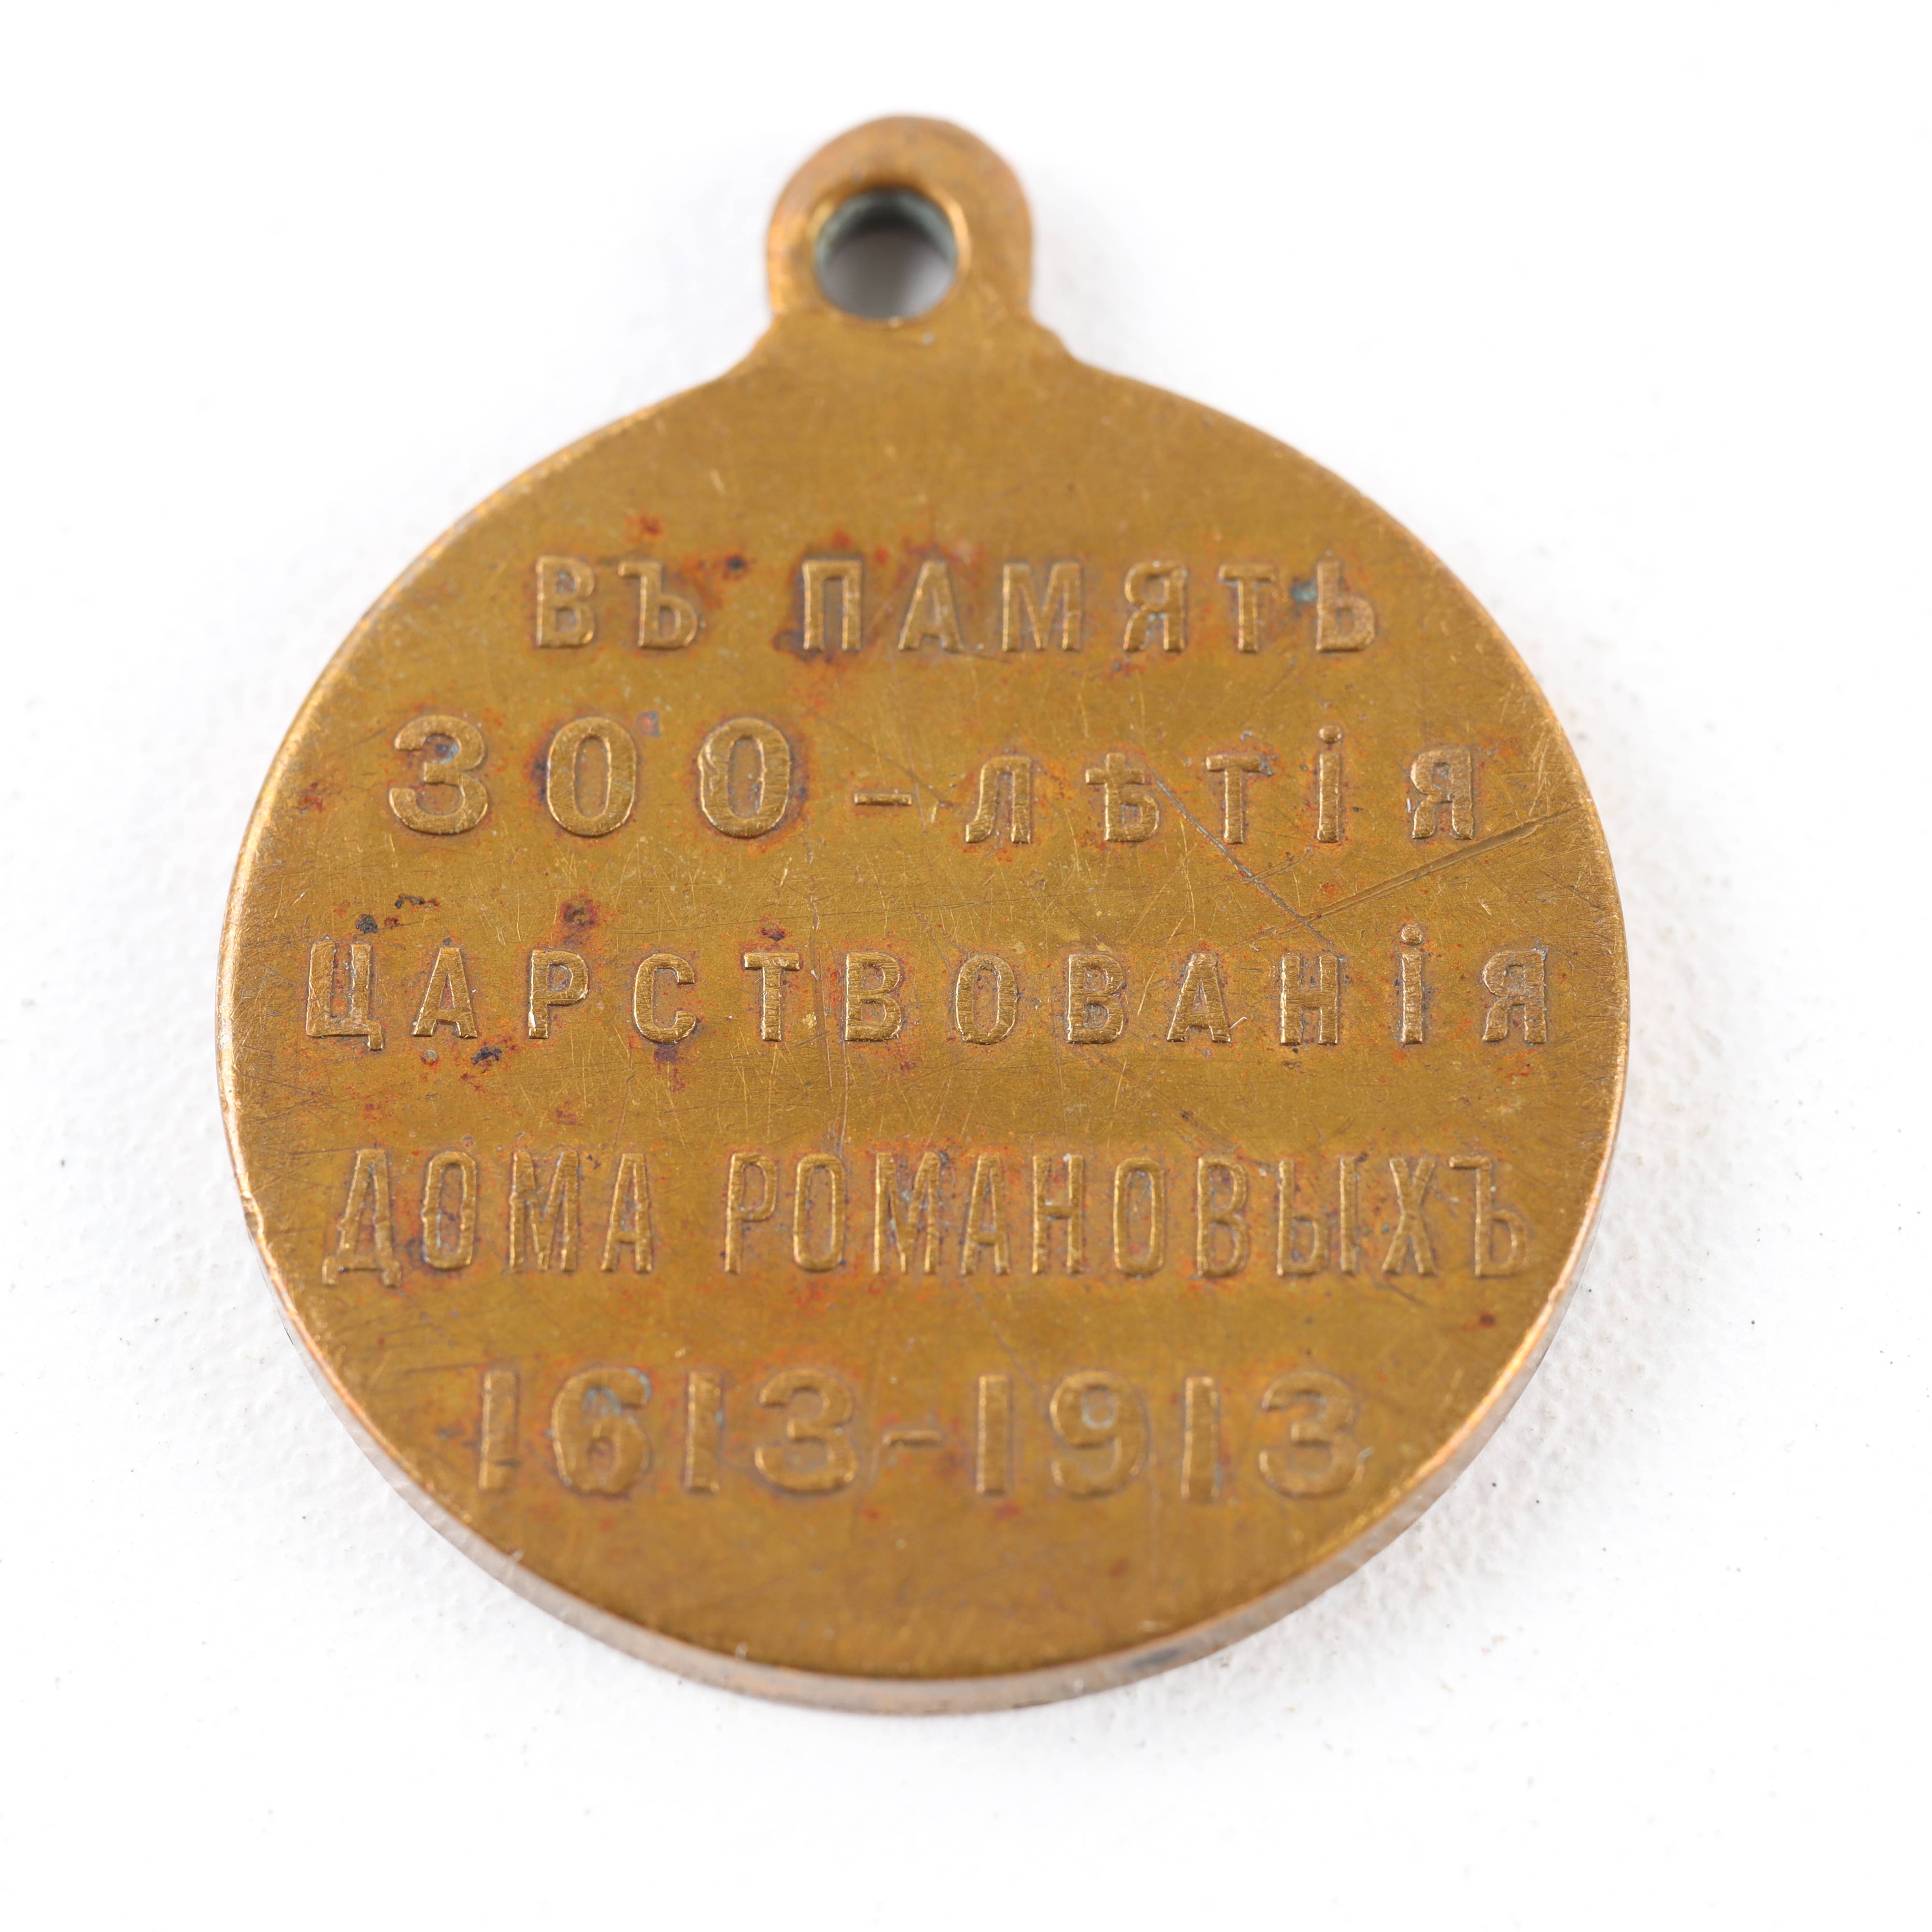 ВЪ ПАМЯТЬ
300-лѣтія
ЦАРСТВОВАНІЯ
ДОМА РОМАНОВЫХЪ
1613-1913